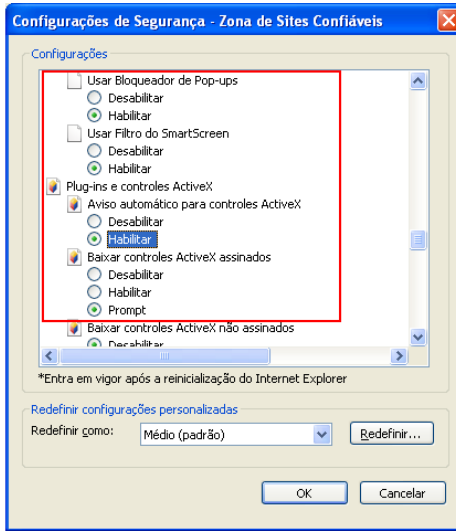 Configurações de Segurança - Zona de Sites Confiáveis
Configurações
Usar Bloqueador de Pop-ups
Desabilitar
Habilitar
Usar Filtro do SmartScreen
Desabilitar
Habilitar
Plug-ins e controles ActiveX
Aviso automático para controles ActiveX
Desabilitar
Habilitar
Baixar controles ActiveX assinados
Desabilitar
Habilitar
Prompt
Baixar controles ActiveX não assinados
Desabilitar
*Entra em vigor após a reinicialização do Internet Explorer
Redefinir configurações personalizadas
Redefinir como: Médio (padrão) Redefinir...
OK Cancelar